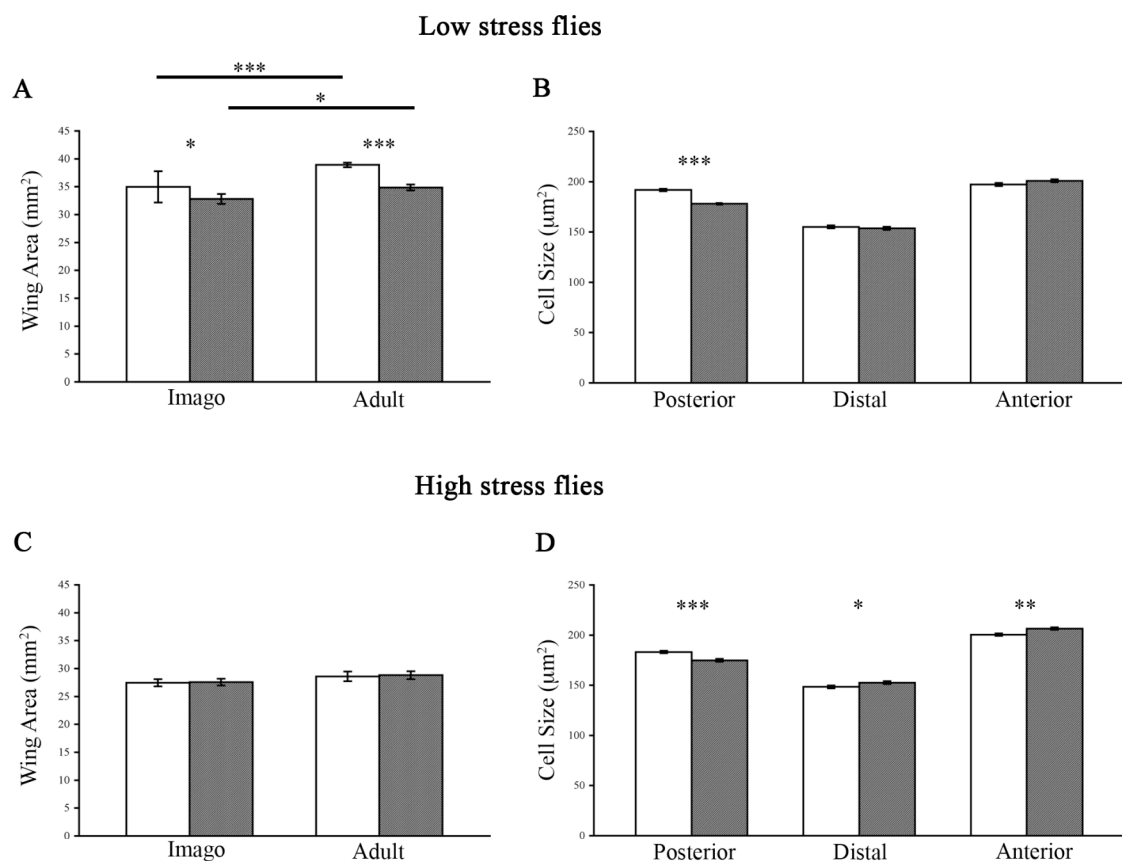 Low stress flies
A
***
*
*
***
Wing Area (mm²)
45
40
35
30
25
20
15
10
5
0
Imago Adult
B
***
Cell Size (µm²)
250
200
150
100
50
0
Posterior Distal Anterior
High stress flies
C
Wing Area (mm²)
45
40
35
30
25
20
15
10
5
0
Imago Adult
D
*** * **
Cell Size (µm²)
250
200
150
100
50
0
Posterior Distal Anterior